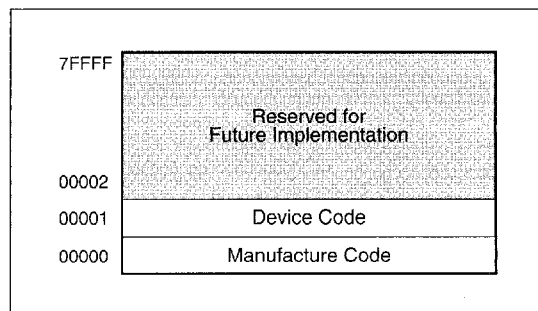 7FFFF
Reserved for
Future Implementation
00002
00001
Device Code
00000
Manufacture Code